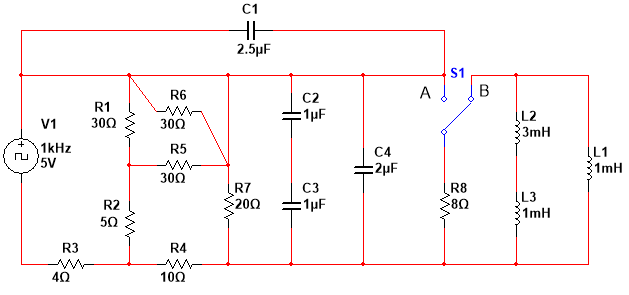 C1
2.5µF
S1
A
B
R6
30Ω
R1
30Ω
C2
1µF
L2
3mH
V1
1kHz
5V
R5
30Ω
C4
2µF
L1
1mH
R2
5Ω
R7
20Ω
C3
1µF
R8
8Ω
L3
1mH
R3
4Ω
R4
10Ω